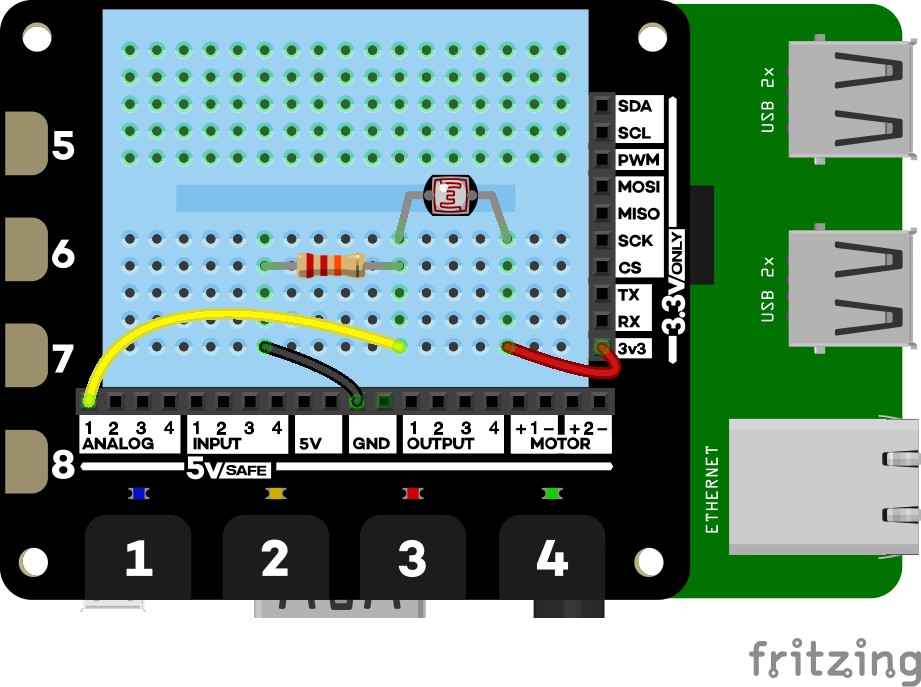 5
6
7
8
SDA
SCL
PWM
MOSI
MISO
SCK
CS
TX
RX
3v3
3.3v/ONLY
USB 2x
USB 2x
ETHERNET
1 2 3 4
ANALOG
1 2 3 4
INPUT
5V
GND
1 2 3 4
OUTPUT
+ 1 - + 2 -
MOTOR
5v/SAFE
1
2
3
4
fritzing